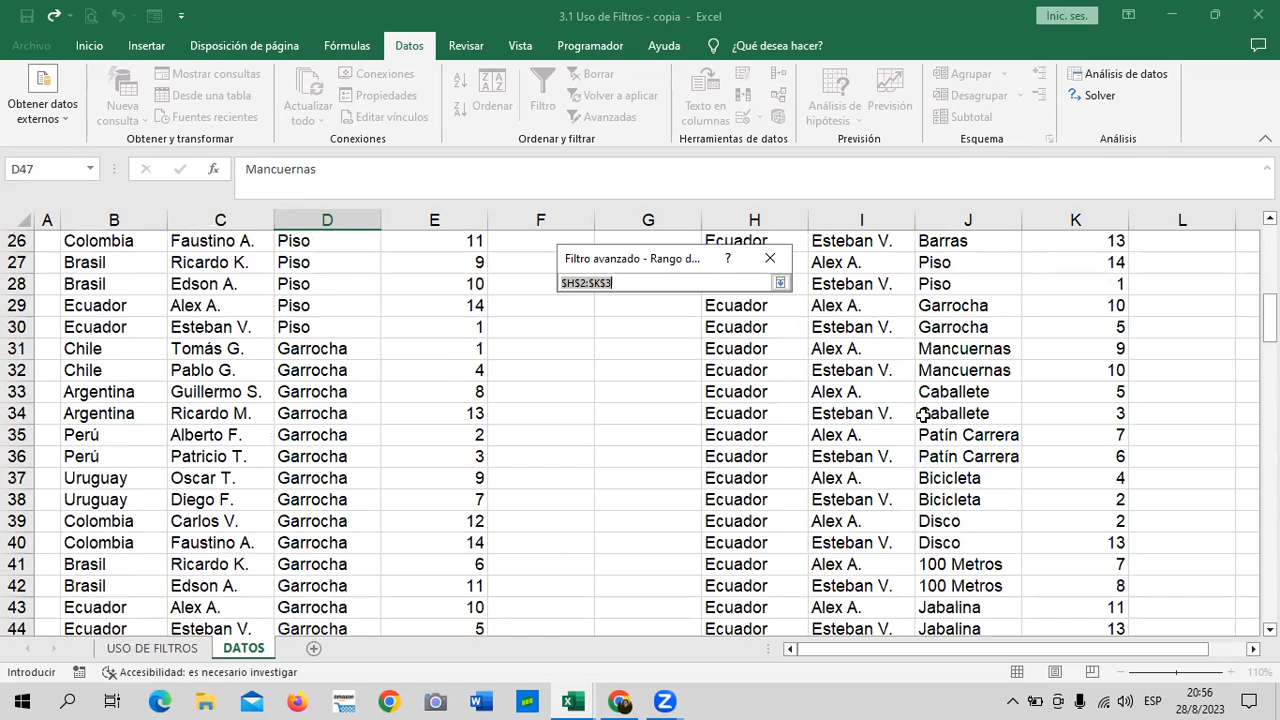 3.1 Uso de Filtros - copia - Excel
Inic. ses.
Archivo Inicio Insertar Disposición de página Fórmulas Datos Revisar Vista Programador Ayuda ¿Qué desea hacer?
Obtener datos externos
Nueva consulta
Mostrar consultas
Desde una tabla
Fuentes recientes
Obtener y transformar
Actualizar todo
Conexiones
Propiedades
Editar vínculos
Conexiones
Ordenar
Filtro
Borrar
Volver a aplicar
Avanzadas
Ordenar y filtrar
Texto en columnas
Herramientas de datos
Análisis de hipótesis
Previsión
Previsión
Agrupar
Desagrupar
Subtotal
Esquema
Análisis de datos
Solver
Análisis
D47 fx Mancuernas
A B C D E F G H I J K L
26 Colombia Faustino A. Piso 11 Ecuador Esteban V. Barras 13
27 Brasil Ricardo K. Piso 9 Alex A. Piso 14
28 Brasil Edson A. Piso 10 Esteban V. Piso 1
Filtro avanzado - Rango d... ?
$H$2:$K$3
29 Ecuador Alex A. Piso 14 Ecuador Alex A. Garrocha 10
30 Ecuador Esteban V. Piso 1 Ecuador Esteban V. Garrocha 5
31 Chile Tomás G. Garrocha 1 Ecuador Alex A. Mancuernas 9
32 Chile Pablo G. Garrocha 4 Ecuador Esteban V. Mancuernas 10
33 Argentina Guillermo S. Garrocha 8 Ecuador Alex A. Caballete 5
34 Argentina Ricardo M. Garrocha 13 Ecuador Esteban V. Caballete 3
35 Perú Alberto F. Garrocha 2 Ecuador Alex A. Patín Carrera 7
36 Perú Patricio T. Garrocha 3 Ecuador Esteban V. Patín Carrera 6
37 Uruguay Oscar T. Garrocha 9 Ecuador Alex A. Bicicleta 4
38 Uruguay Diego F. Garrocha 7 Ecuador Esteban V. Bicicleta 2
39 Colombia Carlos V. Garrocha 12 Ecuador Alex A. Disco 2
40 Colombia Faustino A. Garrocha 14 Ecuador Esteban V. Disco 13
41 Brasil Ricardo K. Garrocha 6 Ecuador Alex A. 100 Metros 7
42 Brasil Edson A. Garrocha 11 Ecuador Esteban V. 100 Metros 8
43 Ecuador Alex A. Garrocha 10 Ecuador Alex A. Jabalina 11
44 Ecuador Esteban V. Garrocha 5 Ecuador Esteban V. Jabalina 13
USO DE FILTROS DATOS
Introducir Accesibilidad: es necesario investigar 110%
ESP 20:56
28/8/2023